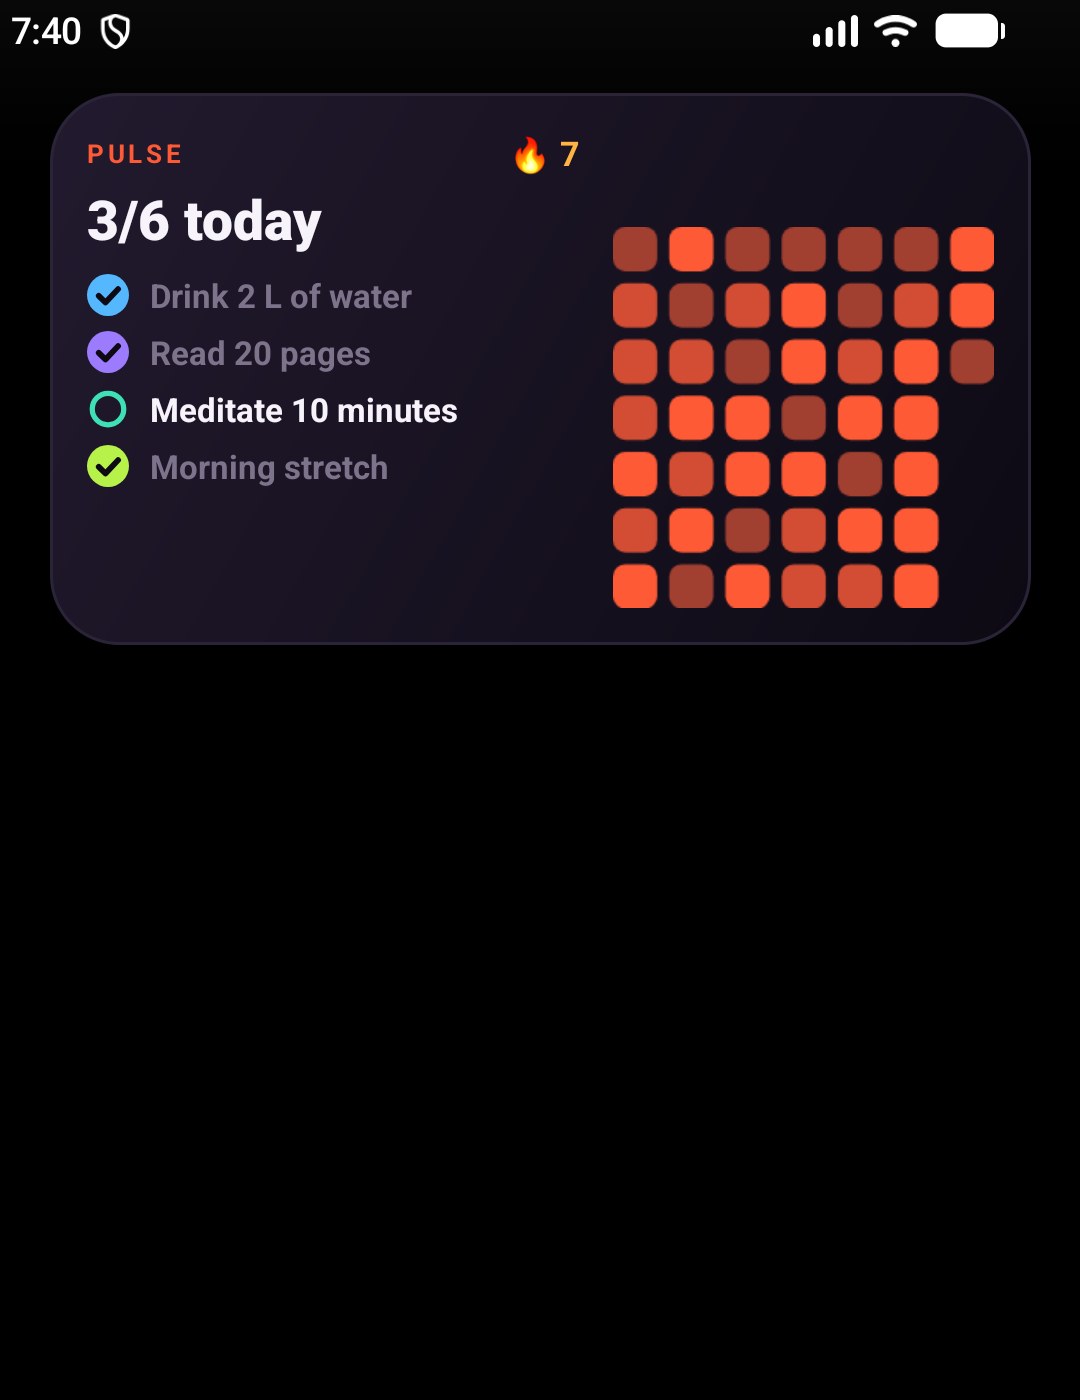 7:40
PULSE
🔥 7
3/6 today
Drink 2 L of water
Read 20 pages
Meditate 10 minutes
Morning stretch